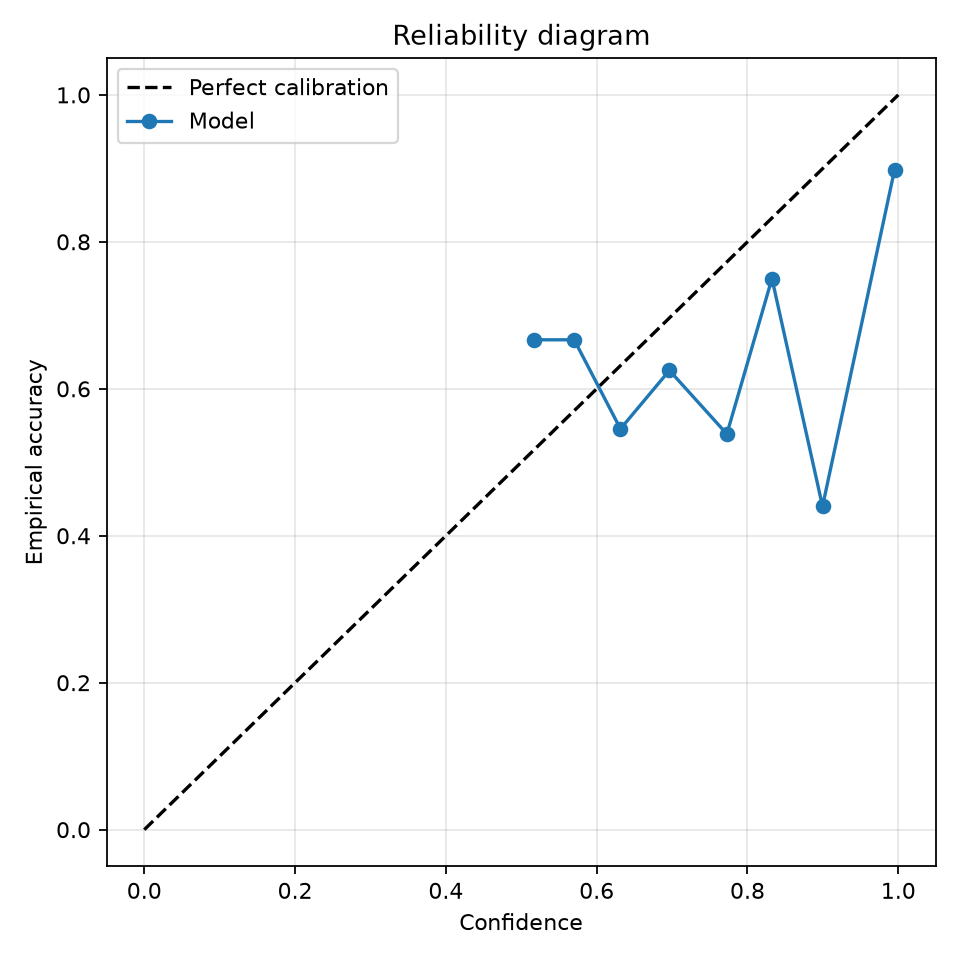 Reliability diagram
Perfect calibration
Model
1.0
0.8
0.6
0.4
0.2
0.0
Empirical accuracy
0.0 0.2 0.4 0.6 0.8 1.0
Confidence